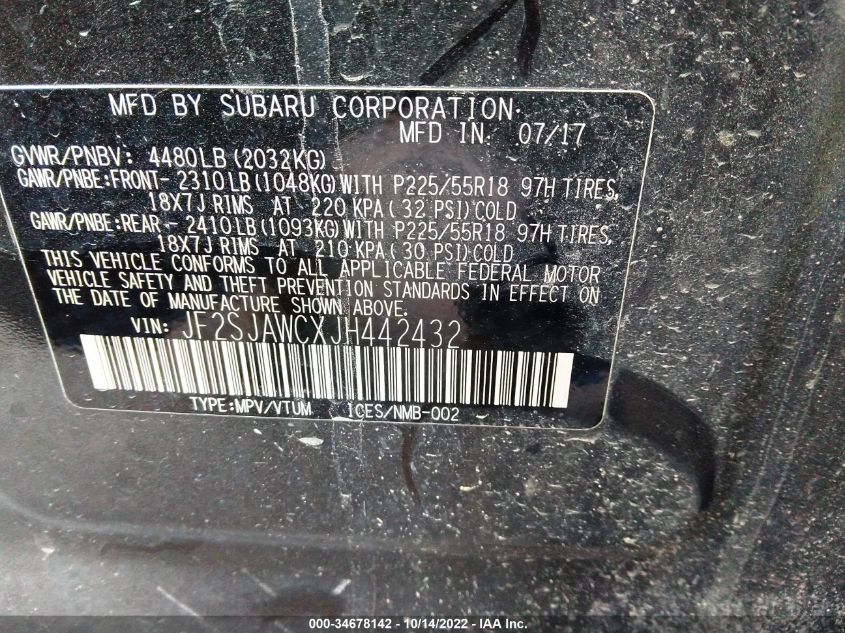 MFD BY SUBARU CORPORATION
MFD IN 07/17
GVWR/PNBV: 4480LB (2032KG)
GAWR/PNBE:FRONT- 2310LB (1048KG) WITH P225/55R18 97H TIRES,
18X7J RIMS AT 220 KPA (32 PSI) COLD
GAWR/PNBE:REAR - 2410LB (1093KG) WITH P225/55R18 97H TIRES,
18X7J RIMS AT 210 KPA (30 PSI) COLD
THIS VEHICLE CONFORMS TO ALL APPLICABLE FEDERAL MOTOR
VEHICLE SAFETY AND THEFT PREVENTION STANDARDS IN EFFECT ON
THE DATE OF MANUFACTURE SHOWN ABOVE.
VIN: JF2SJAWCXJH442432
TYPE:MPV/VTUM ICES/NMB-002
000-34678142 - 10/14/2022 - © IAA Inc.